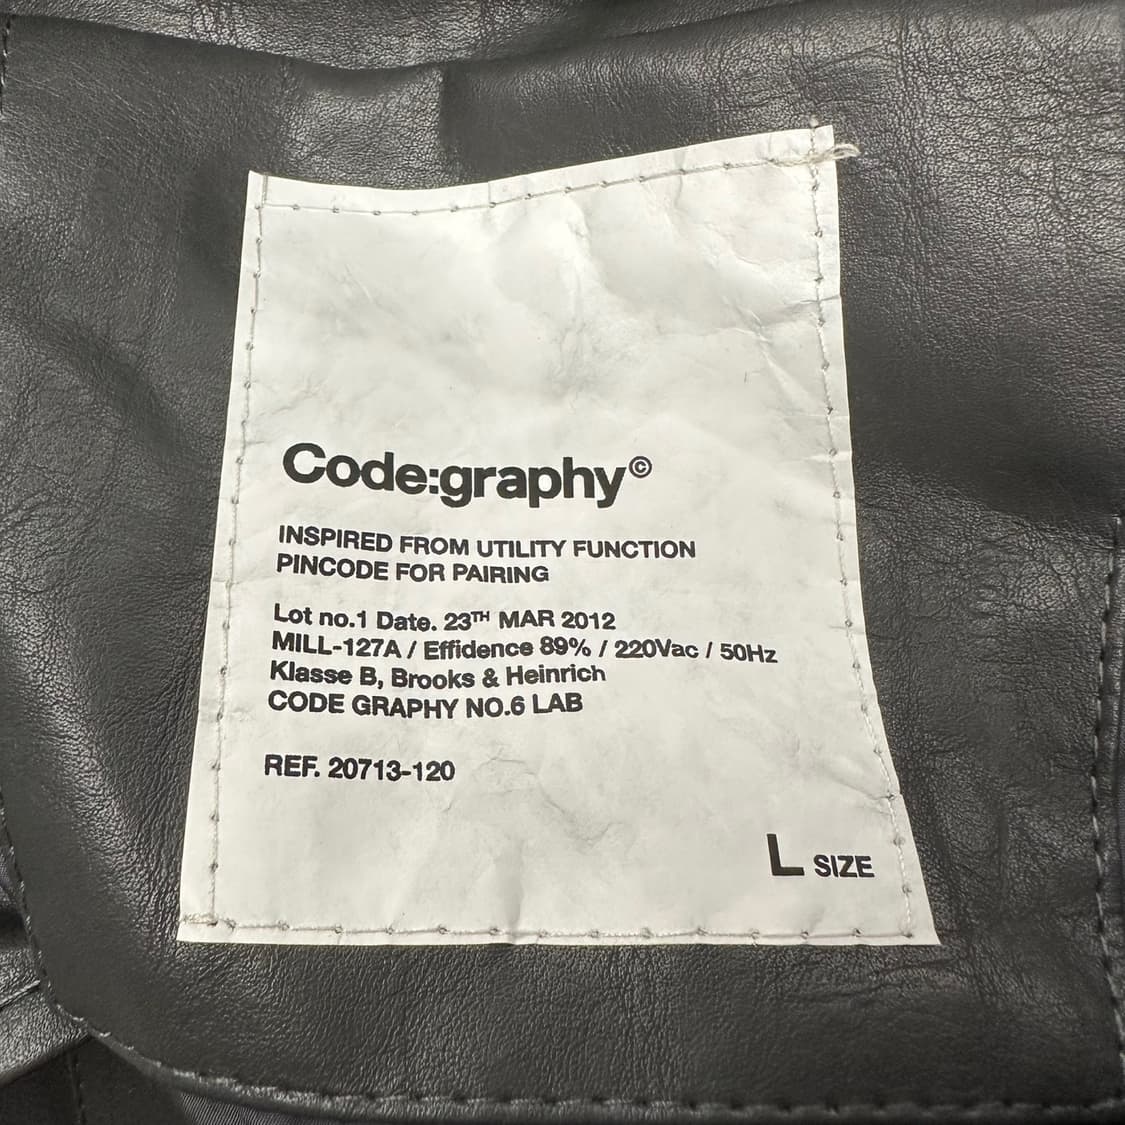 Code:graphy©
INSPIRED FROM UTILITY FUNCTION
PINCODE FOR PAIRING
Lot no.1 Date. 23TH MAR 2012
MILL-127A / Effidence 89% / 220Vac / 50Hz
Klasse B, Brooks & Heinrich
CODE GRAPHY NO.6 LAB
REF. 20713-120
L SIZE